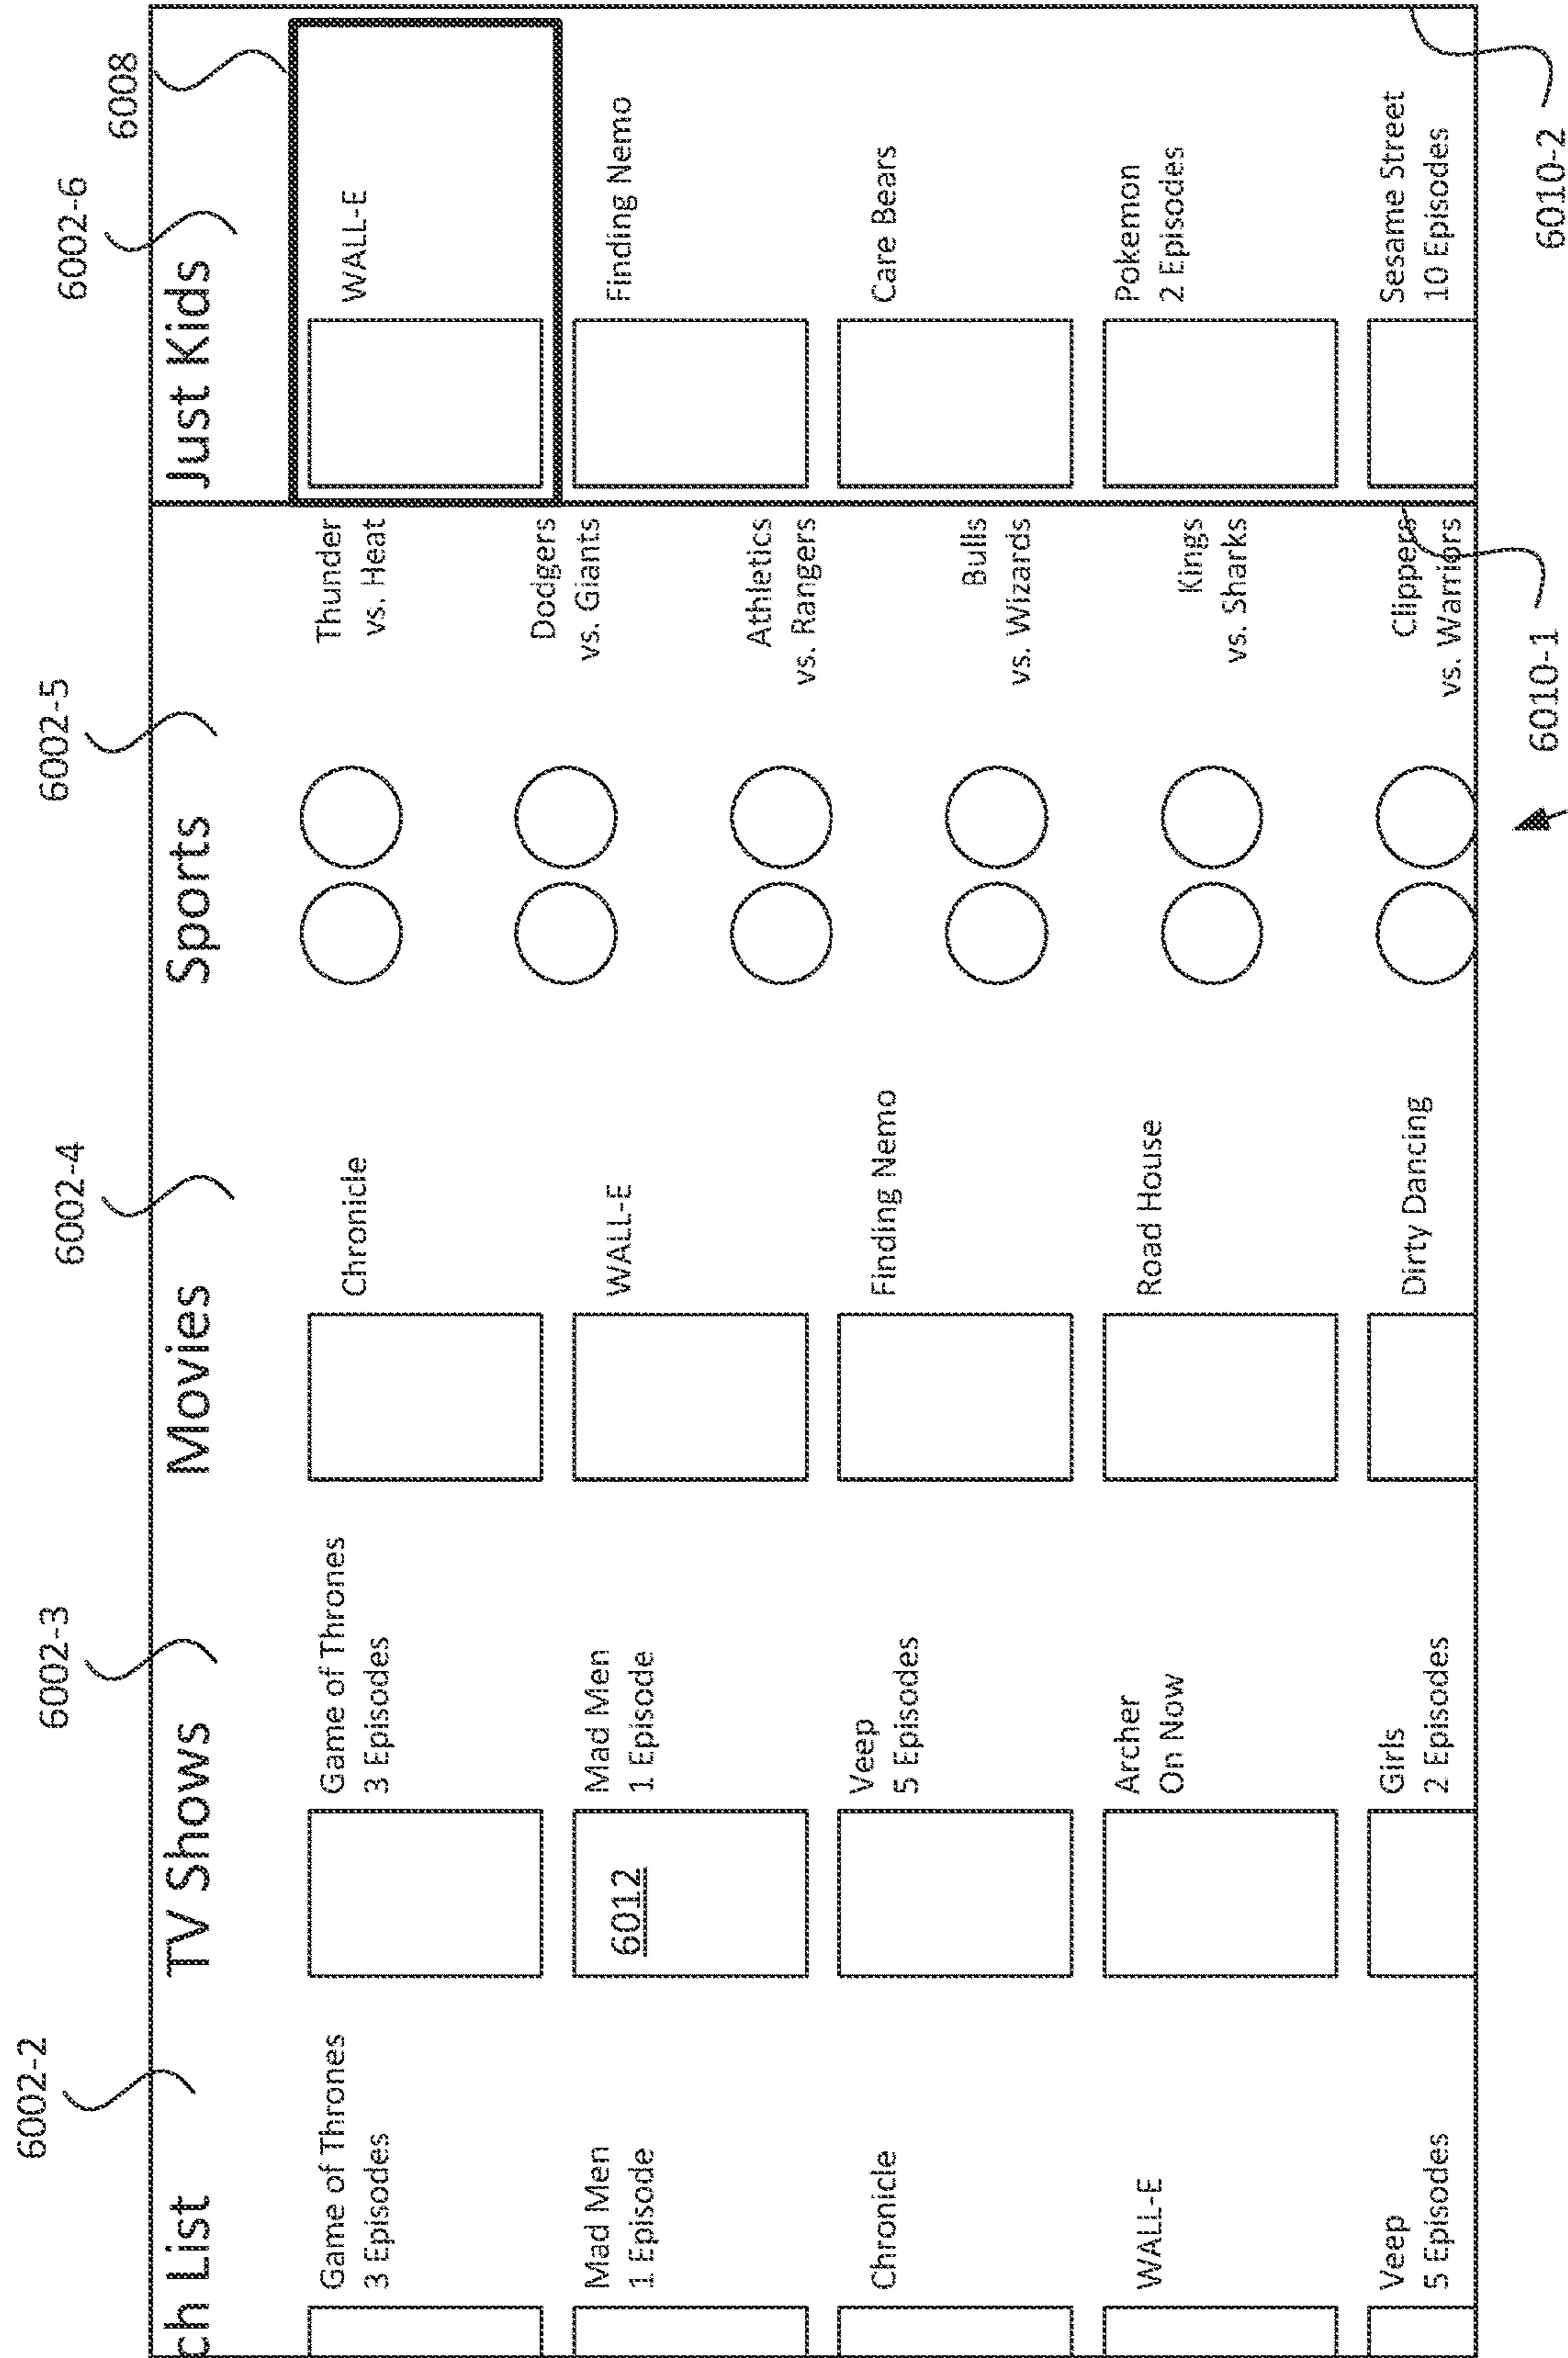 6002-2
6002-3
6002-4
6002-5
6002-6
6008
ch List
Game of Thrones
3 Episodes
Mad Men
1 Episode
Chronicle
WALL-E
Veep
5 Episodes
TV Shows
Game of Thrones
3 Episodes
6012
Mad Men
1 Episode
Veep
5 Episodes
Archer
On Now
Girls
2 Episodes
Movies
Chronicle
WALL-E
Finding Nemo
Road House
Dirty Dancing
Sports
Thunder
vs. Heat
Dodgers
vs. Giants
Athletics
vs. Rangers
Bulls
vs. Wizards
Kings
vs. Sharks
Clippers
vs. Warriors
Just Kids
WALL-E
Finding Nemo
Care Bears
Pokemon
2 Episodes
Sesame Street
10 Episodes
6010-1
6010-2